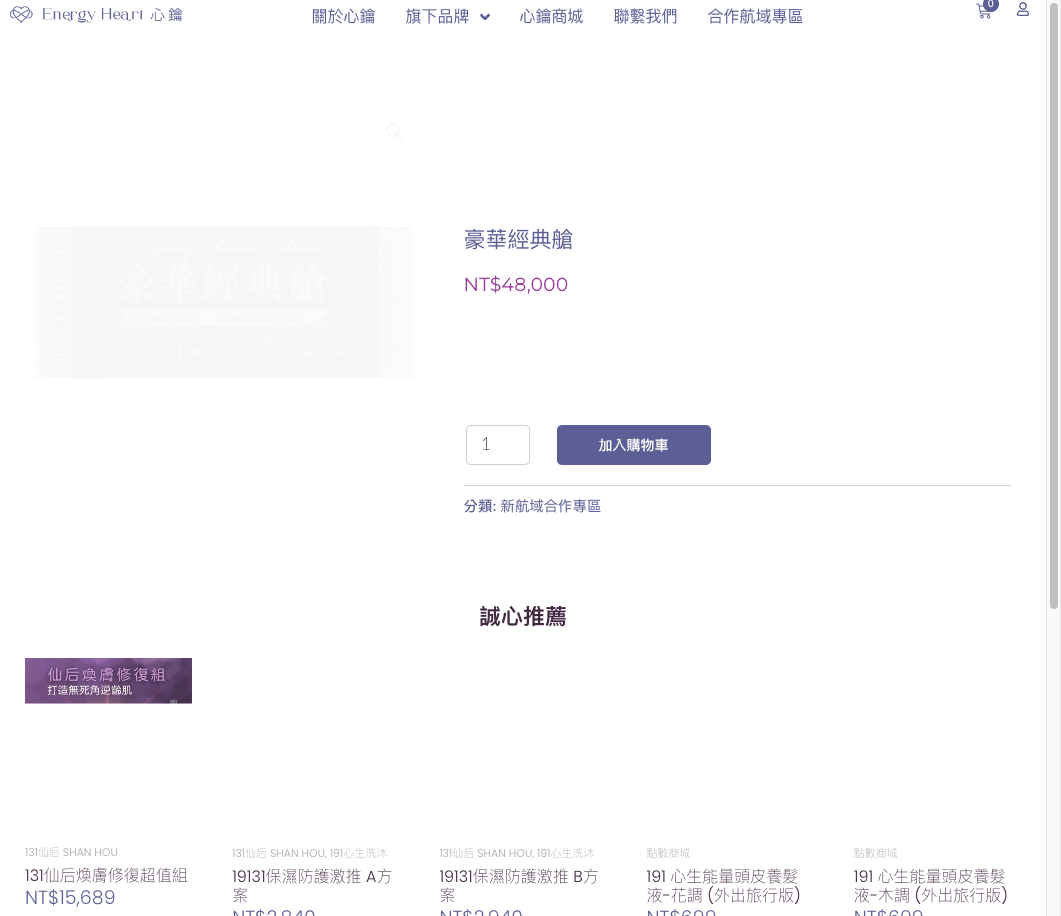 Energy Heart 心鑰
關於心鑰 旗下品牌 心鑰商城 聯繫我們 合作航域專區
0
豪華經典艙
豪華經典艙
NT$48,000
1
加入購物車
分類: 新航域合作專區
誠心推薦
仙后煥膚修復組
打造無死角逆齡肌
131仙后 SHAN HOU
131仙后煥膚修復超值組
NT$15,689
131仙后 SHAN HOU, 191心生洗沐
19131保濕防護激推 A方
案
NT$2,840
131仙后 SHAN HOU, 191心生洗沐
19131保濕防護激推 B方
案
NT$2,940
點數商城
191 心生能量頭皮養髮
液-花調 (外出旅行版)
NT$699
點數商城
191 心生能量頭皮養髮
液-木調 (外出旅行版)
NT$699